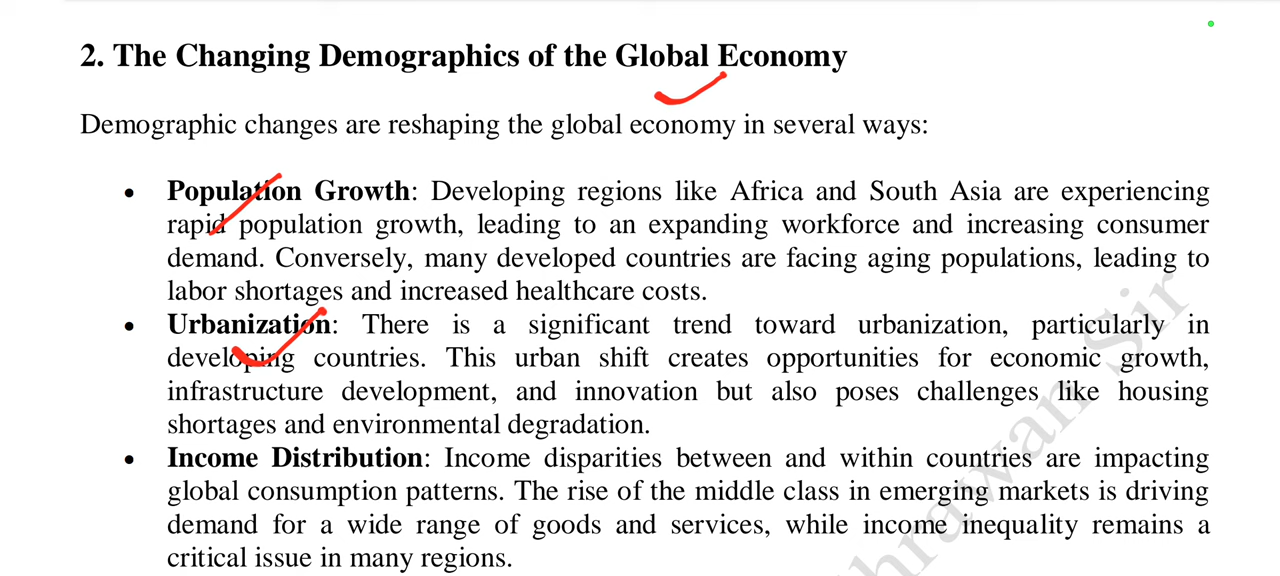 2. The Changing Demographics of the Global Economy
Demographic changes are reshaping the global economy in several ways:
• Population Growth: Developing regions like Africa and South Asia are experiencing
rapid population growth, leading to an expanding workforce and increasing consumer
demand. Conversely, many developed countries are facing aging populations, leading to
labor shortages and increased healthcare costs.
• Urbanization: There is a significant trend toward urbanization, particularly in
developing countries. This urban shift creates opportunities for economic growth,
infrastructure development, and innovation but also poses challenges like housing
shortages and environmental degradation.
• Income Distribution: Income disparities between and within countries are impacting
global consumption patterns. The rise of the middle class in emerging markets is driving
demand for a wide range of goods and services, while income inequality remains a
critical issue in many regions.
Sir